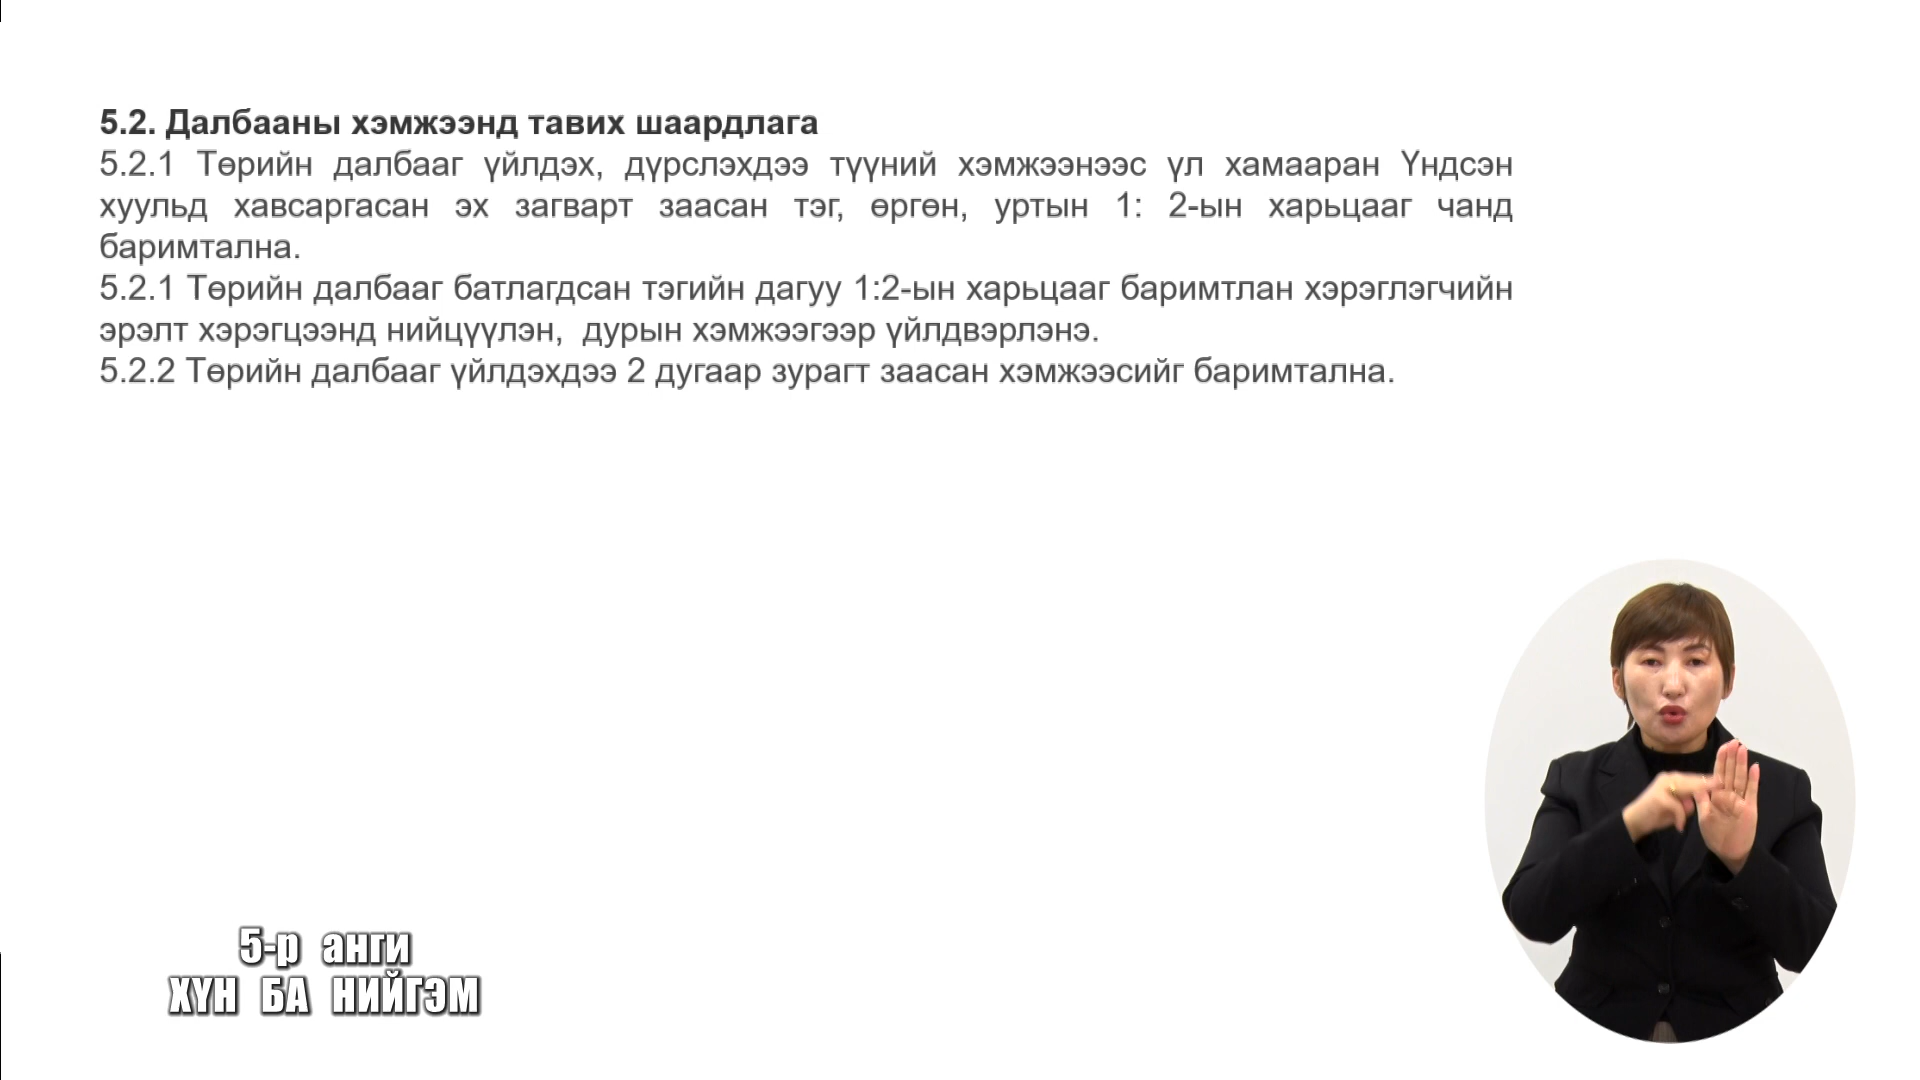 5.2. Далбааны хэмжээнд тавих шаардлага
5.2.1 Төрийн далбааг үйлдэх, дүрслэхдээ түүний хэмжээнээс үл хамааран Үндсэн
хуульд хавсаргасан эх загварт заасан тэг, өргөн, уртын 1: 2-ын харьцааг чанд
баримтална.
5.2.1 Төрийн далбааг батлагдсан тэгийн дагуу 1:2-ын харьцааг баримтлан хэрэглэгчийн
эрэлт хэрэгцээнд нийцүүлэн, дурын хэмжээгээр үйлдвэрлэнэ.
5.2.2 Төрийн далбааг үйлдэхдээ 2 дугаар зурагт заасан хэмжээсийг баримтална.
5-р анги
ХҮН БА НИЙГЭМ